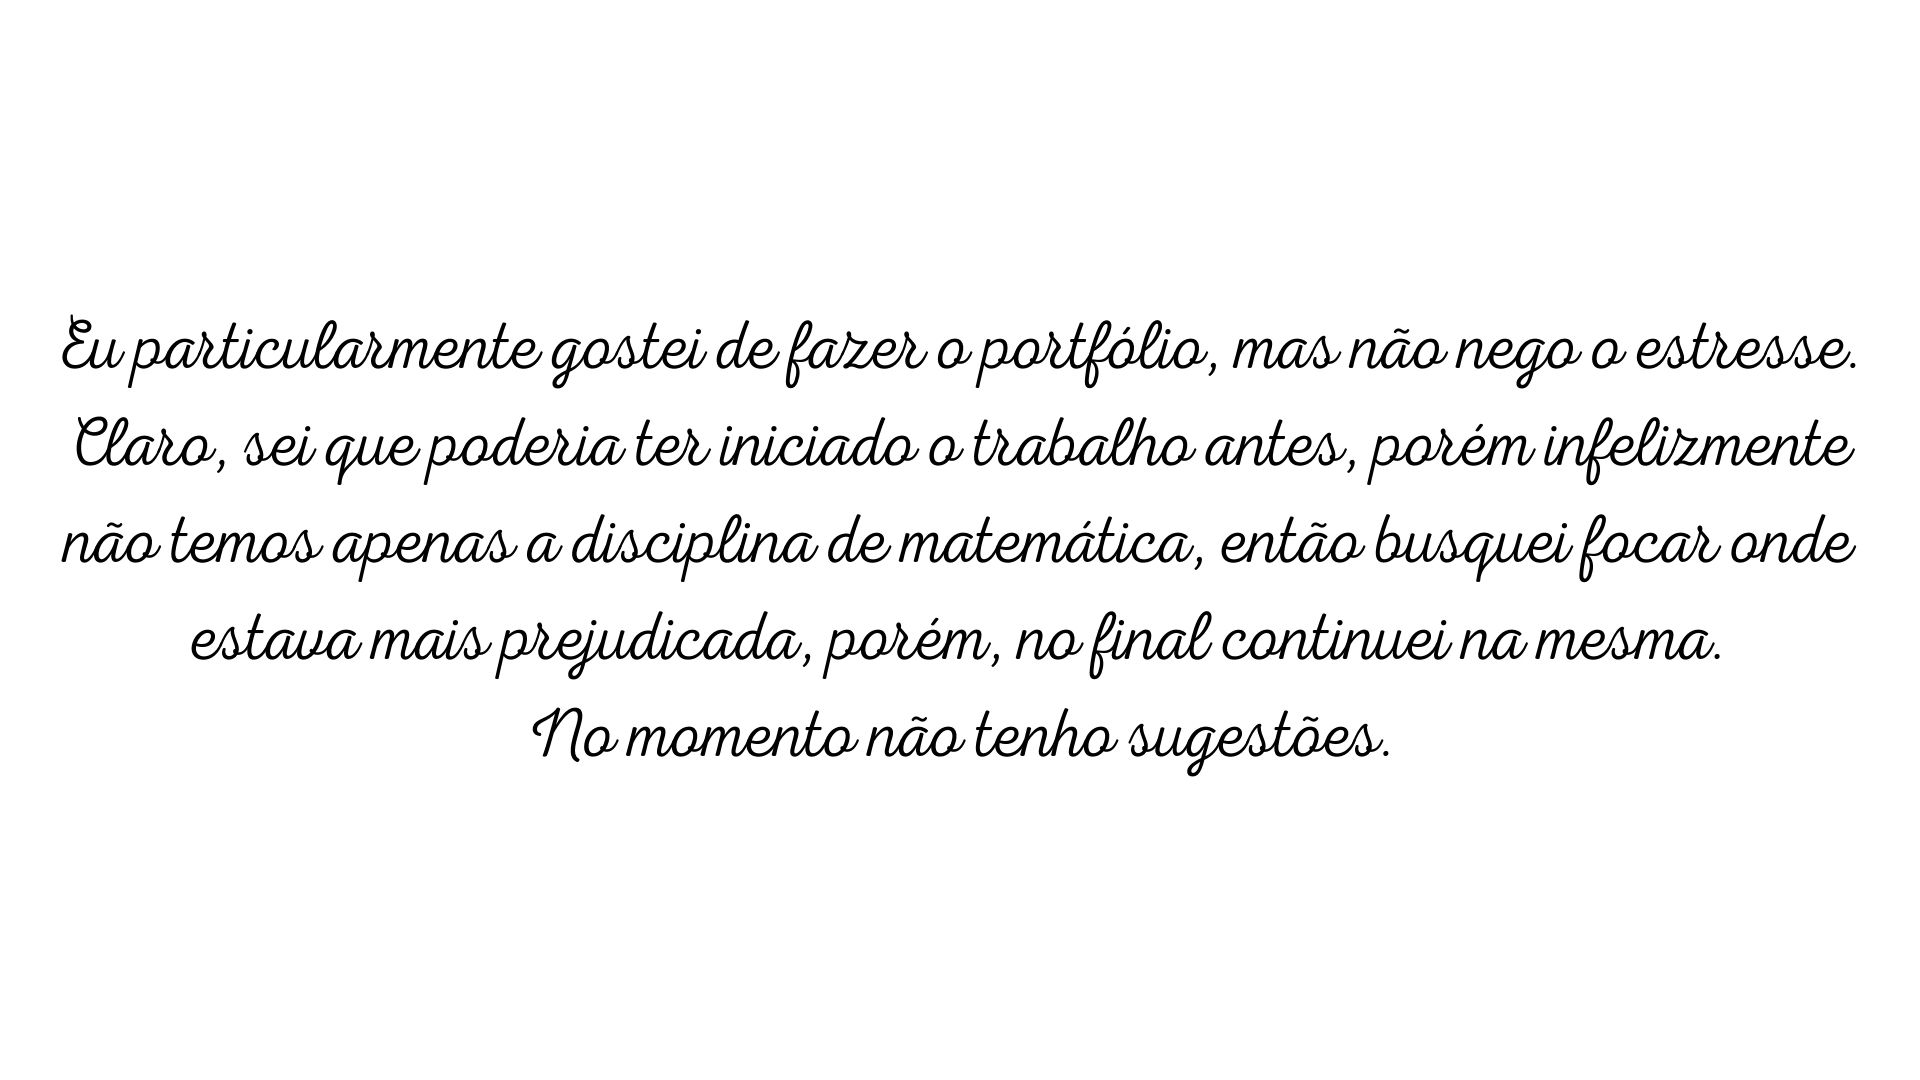 Eu particularmente gostei de fazer o portfólio, mas não nego o estresse.
Claro, sei que poderia ter iniciado o trabalho antes, porém infelizmente
não temos apenas a disciplina de matemática, então busquei focar onde
estava mais prejudicada, porém, no final continuei na mesma.
No momento não tenho sugestões.